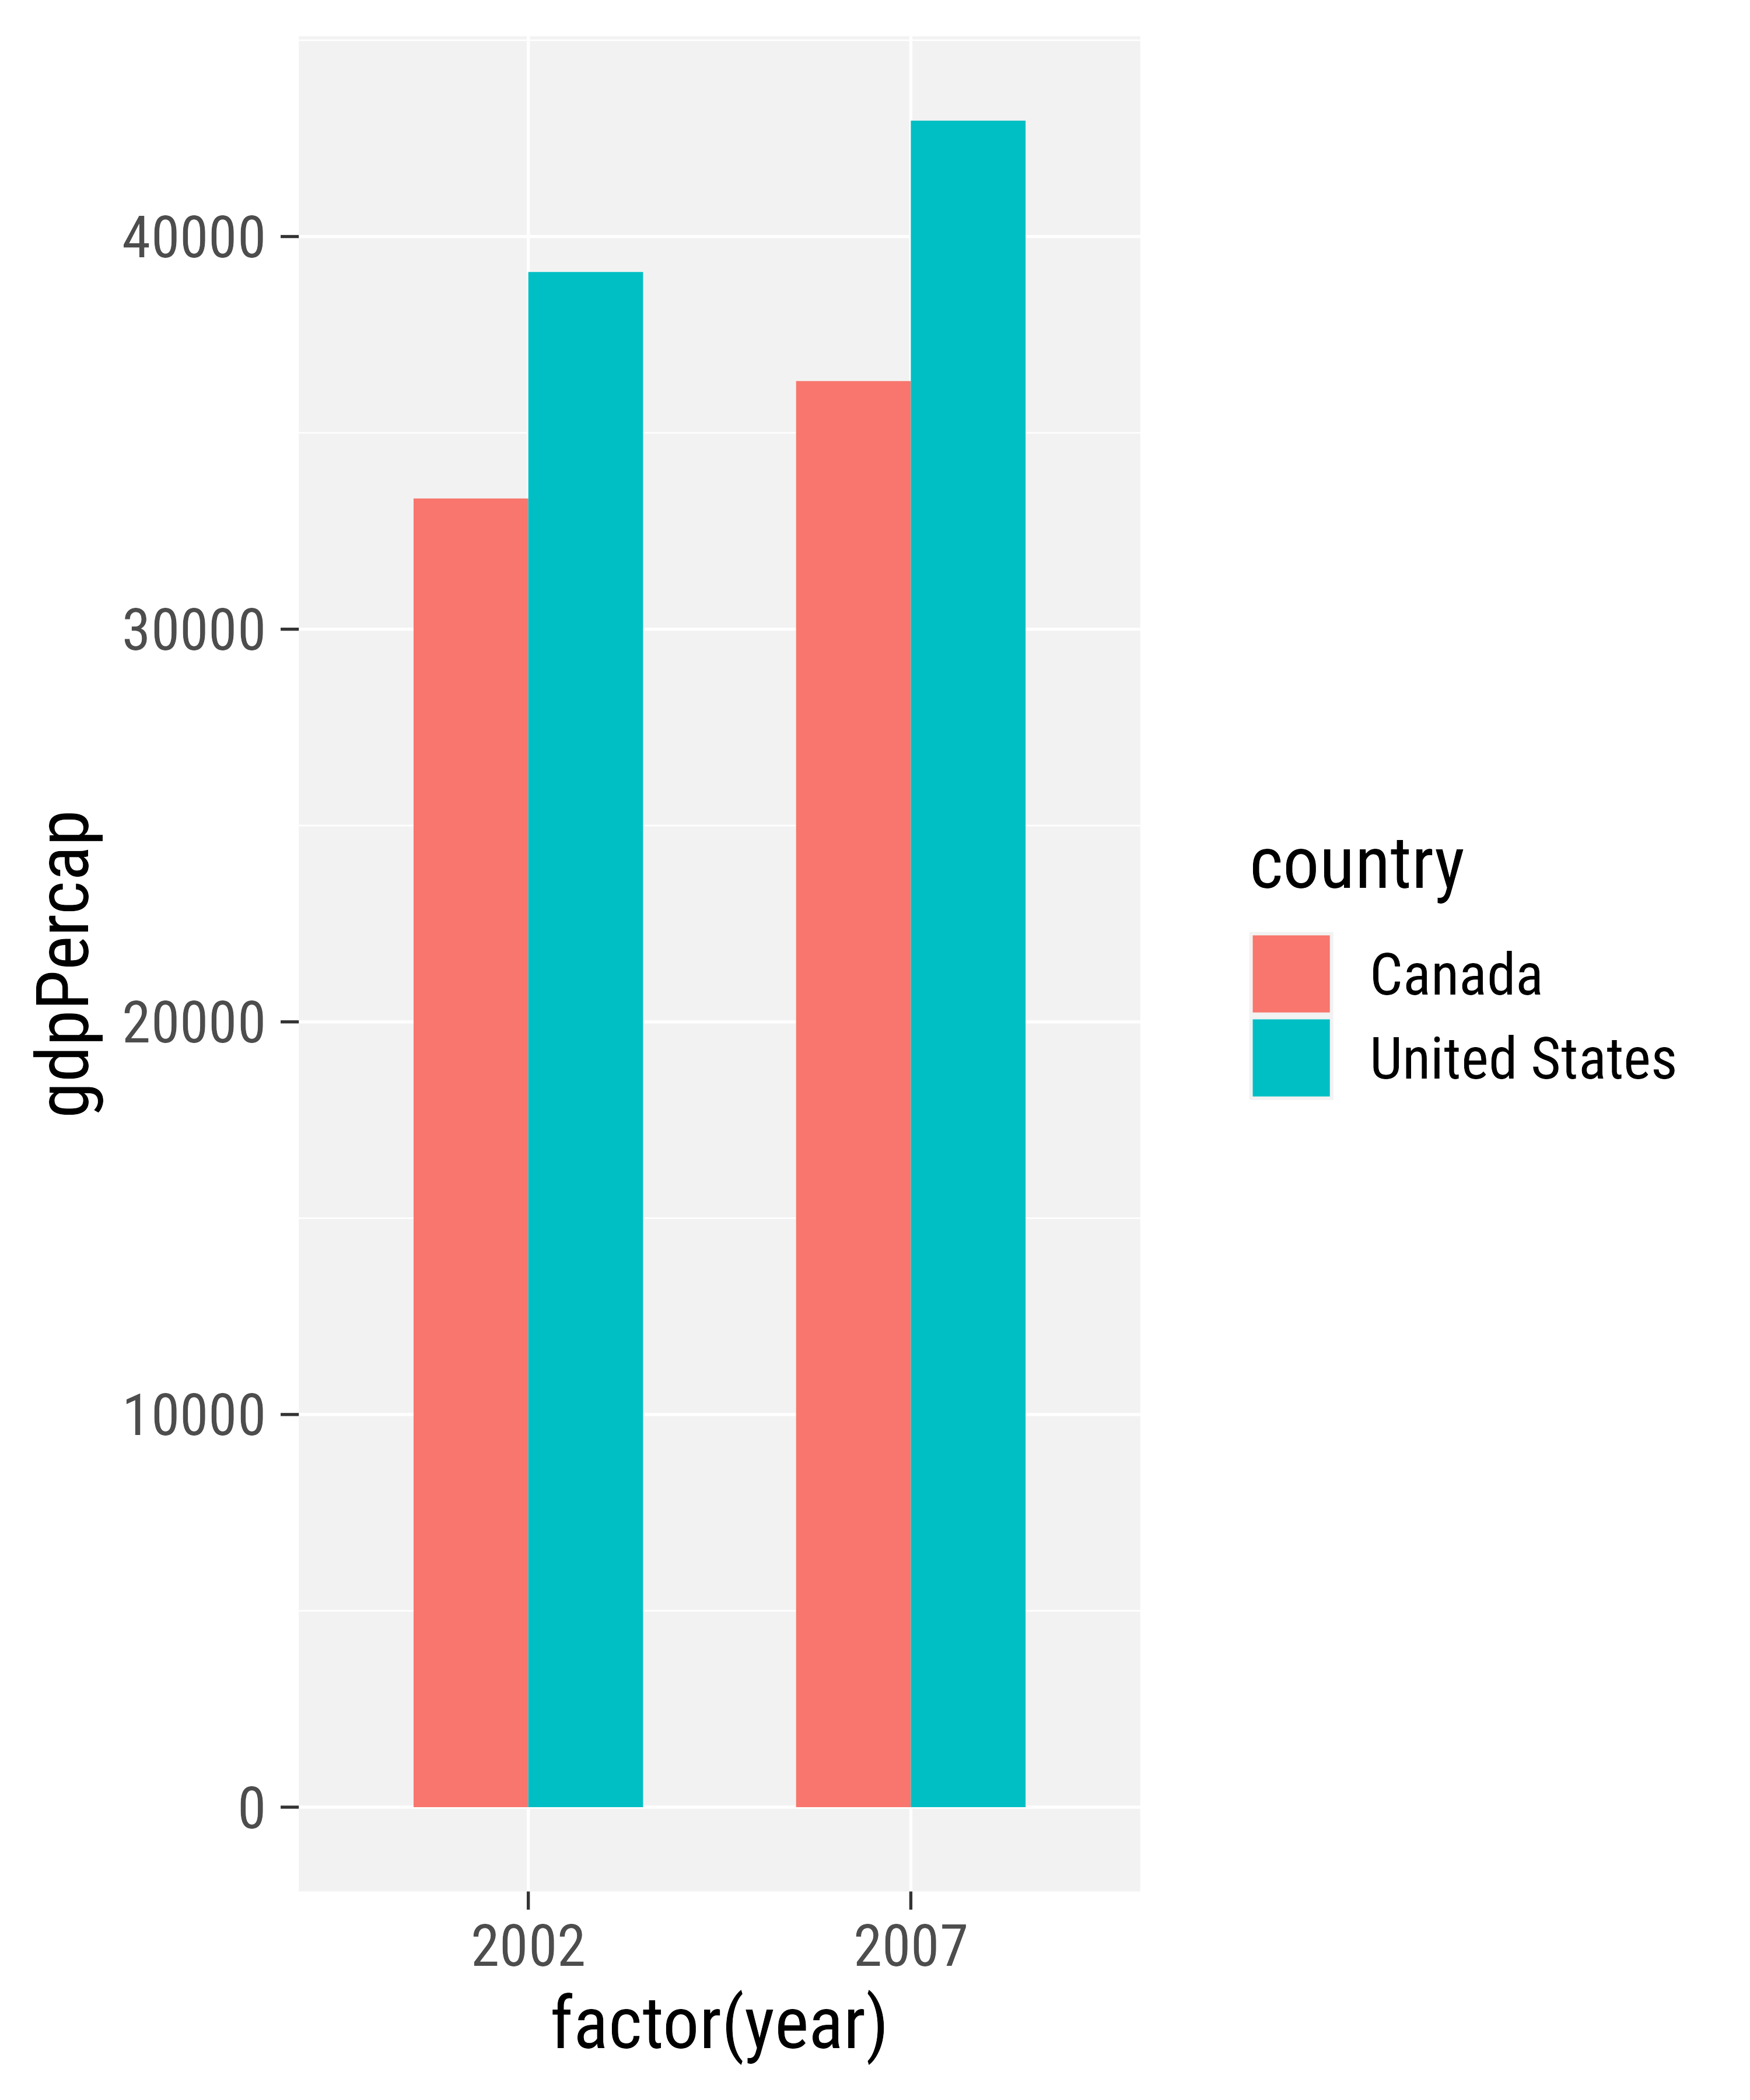 gdpPercap
40000
30000
20000
10000
0
2002 2007
factor(year)
country
Canada
United States